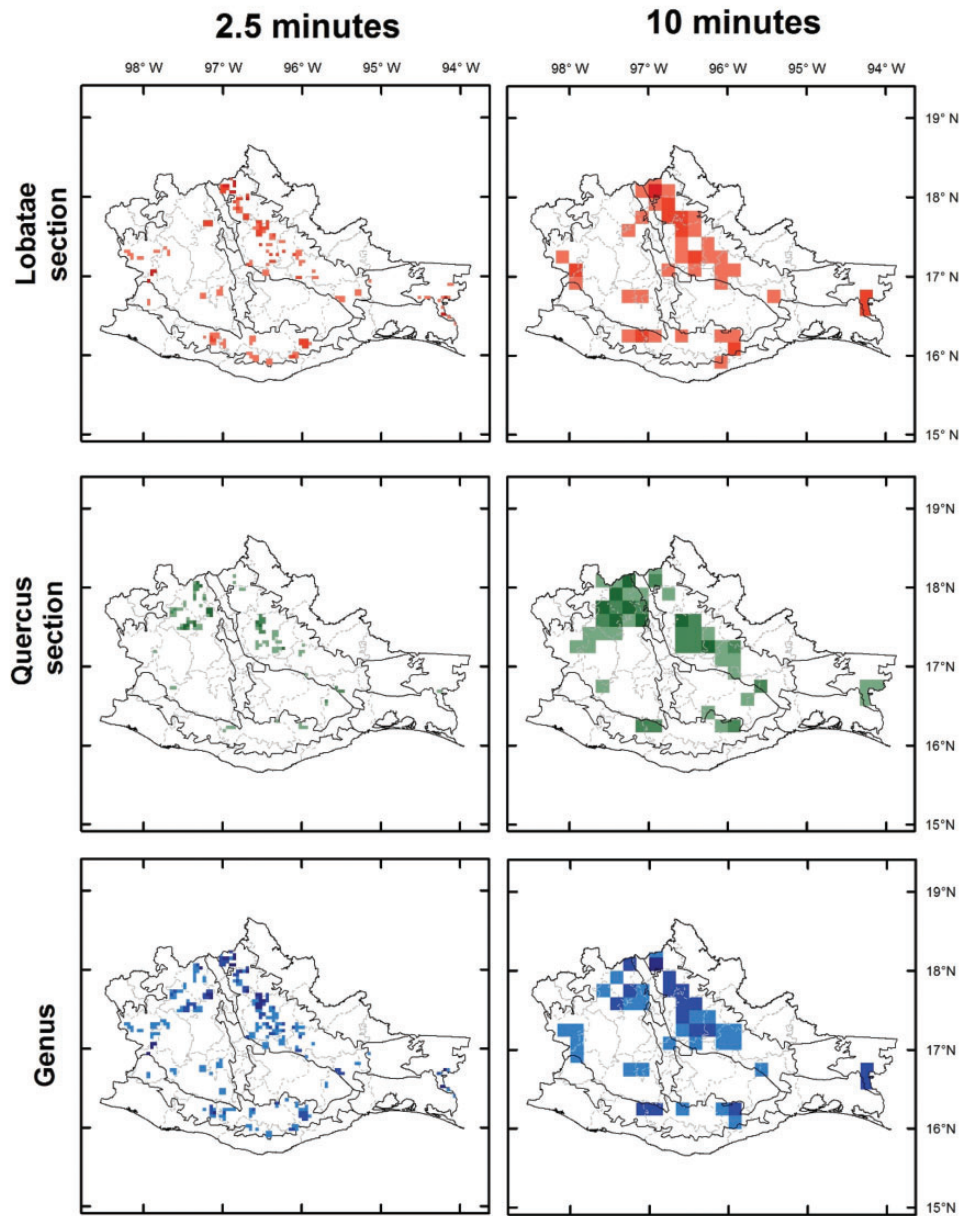 2.5 minutes
10 minutes
98° W 97° W 96° W 95° W 94° W
98° W 97° W 96° W 95° W 94° W
Lobatae
section
19° N
18° N
17° N
16° N
15° N
Quercus
section
19° N
18° N
17° N
16° N
15° N
Genus
19° N
18° N
17° N
16° N
15° N